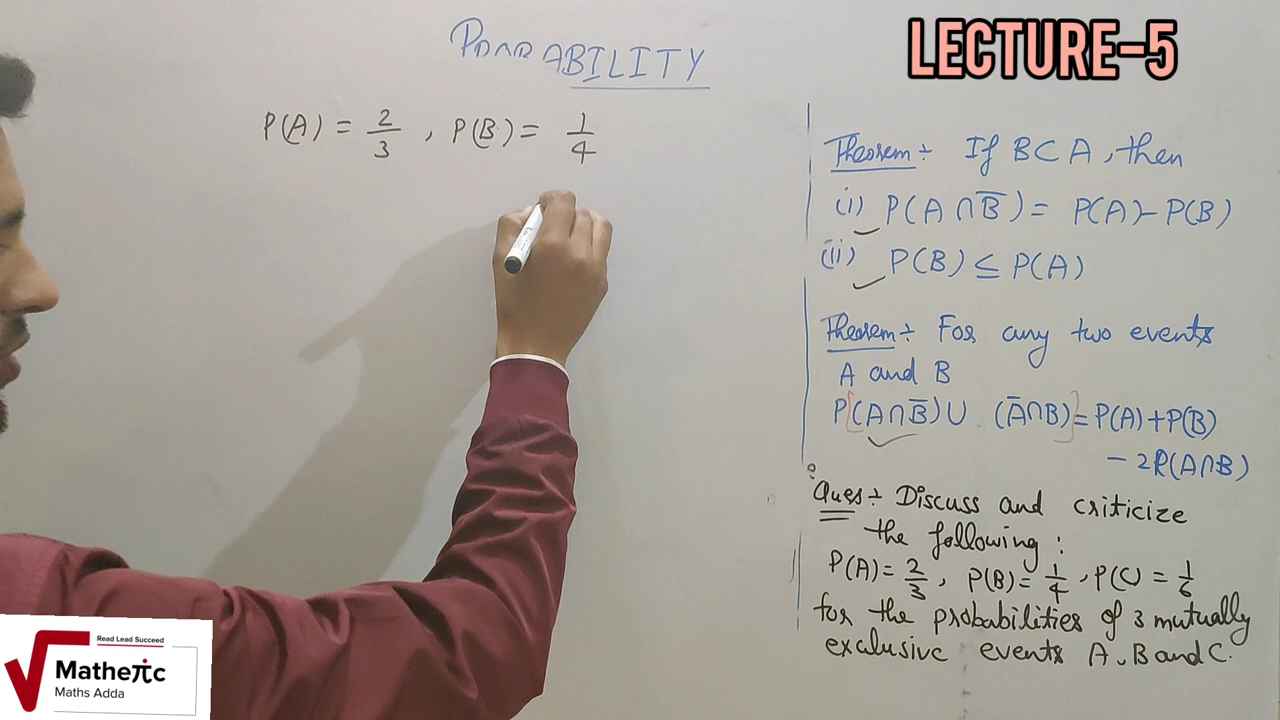 PROBABILITY
LECTURE-5
P(A) = 2/3 , P(B) = 1/4
Theorem÷ If B⊂A, then
(i) P(A∩B̅) = P(A)-P(B)
(ii) P(B) ≤ P(A)
Theorem÷ For any two events
A and B
P[(A∩B̅)∪ (A̅∩B)] = P(A)+P(B)
-2P(A∩B)
Ques÷ Discuss and criticize
the following :
P(A)= 2/3, P(B)= 1/4, P(C) = 1/6
for the probabilities of 3 mutually
exclusive events A, B and C.
Read Lead Succeed
Matheπc
Maths Adda